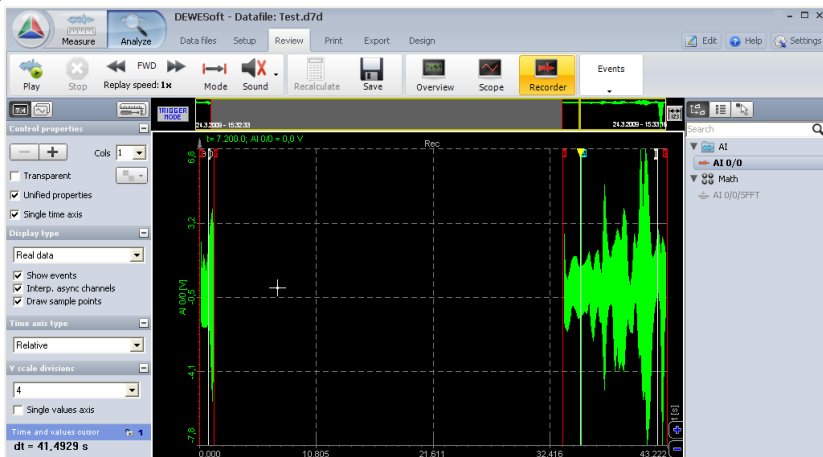 DEWESoft - Datafile: Test.d7d
Measure Analyze Data files Setup Review Print Export Design Edit Help Settings
FWD Events
Play Stop Replay speed: 1x Mode Sound Recalculate Save Overview Scope Recorder
TRIGGER MODE
24.3.2009 - 15:32:33
Control properties
Search
t= 7.200.0; AI 0/0 = 0,0 V
Rec
Cols 1
AI
AI 0/0
Transparent
Math
Unified properties
AI 0/0/SFFT
Single time axis
Display type
Real data
Show events
Interp. async channels
Draw sample points
Time axis type
Relative
Y scale divisions
4
Single values axis
Time and values cursor 1
dt = 41,4929 s
6,8
3,2
AI 0/0 [V]
-0,5
-4,1
-7,8
0.000 10.805 21.611 32.416 43.222